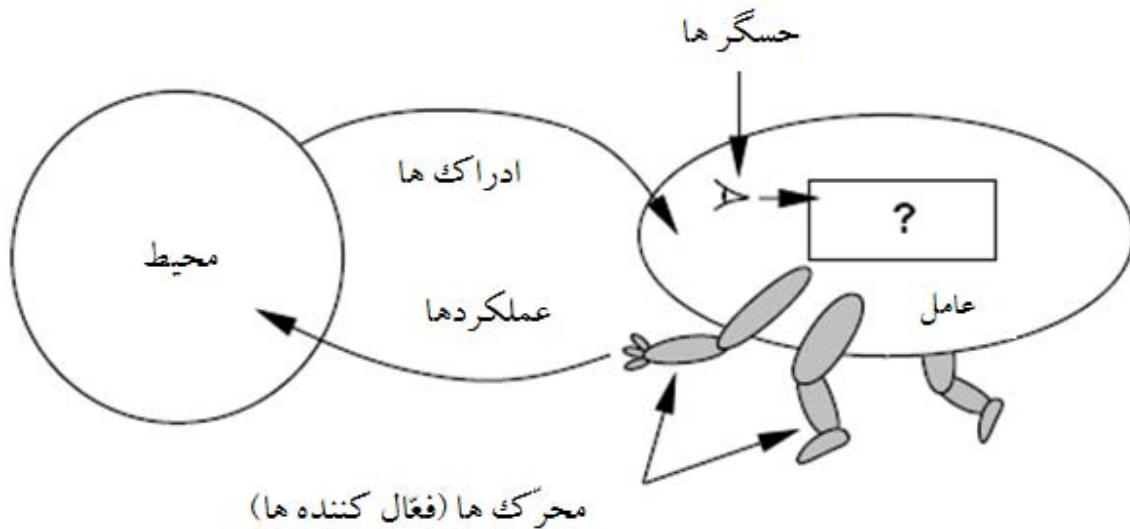 حسگر ها
ادراک ها
?
محیط
عملکردها
عامل
محرّک ها (فعّال کننده ها)